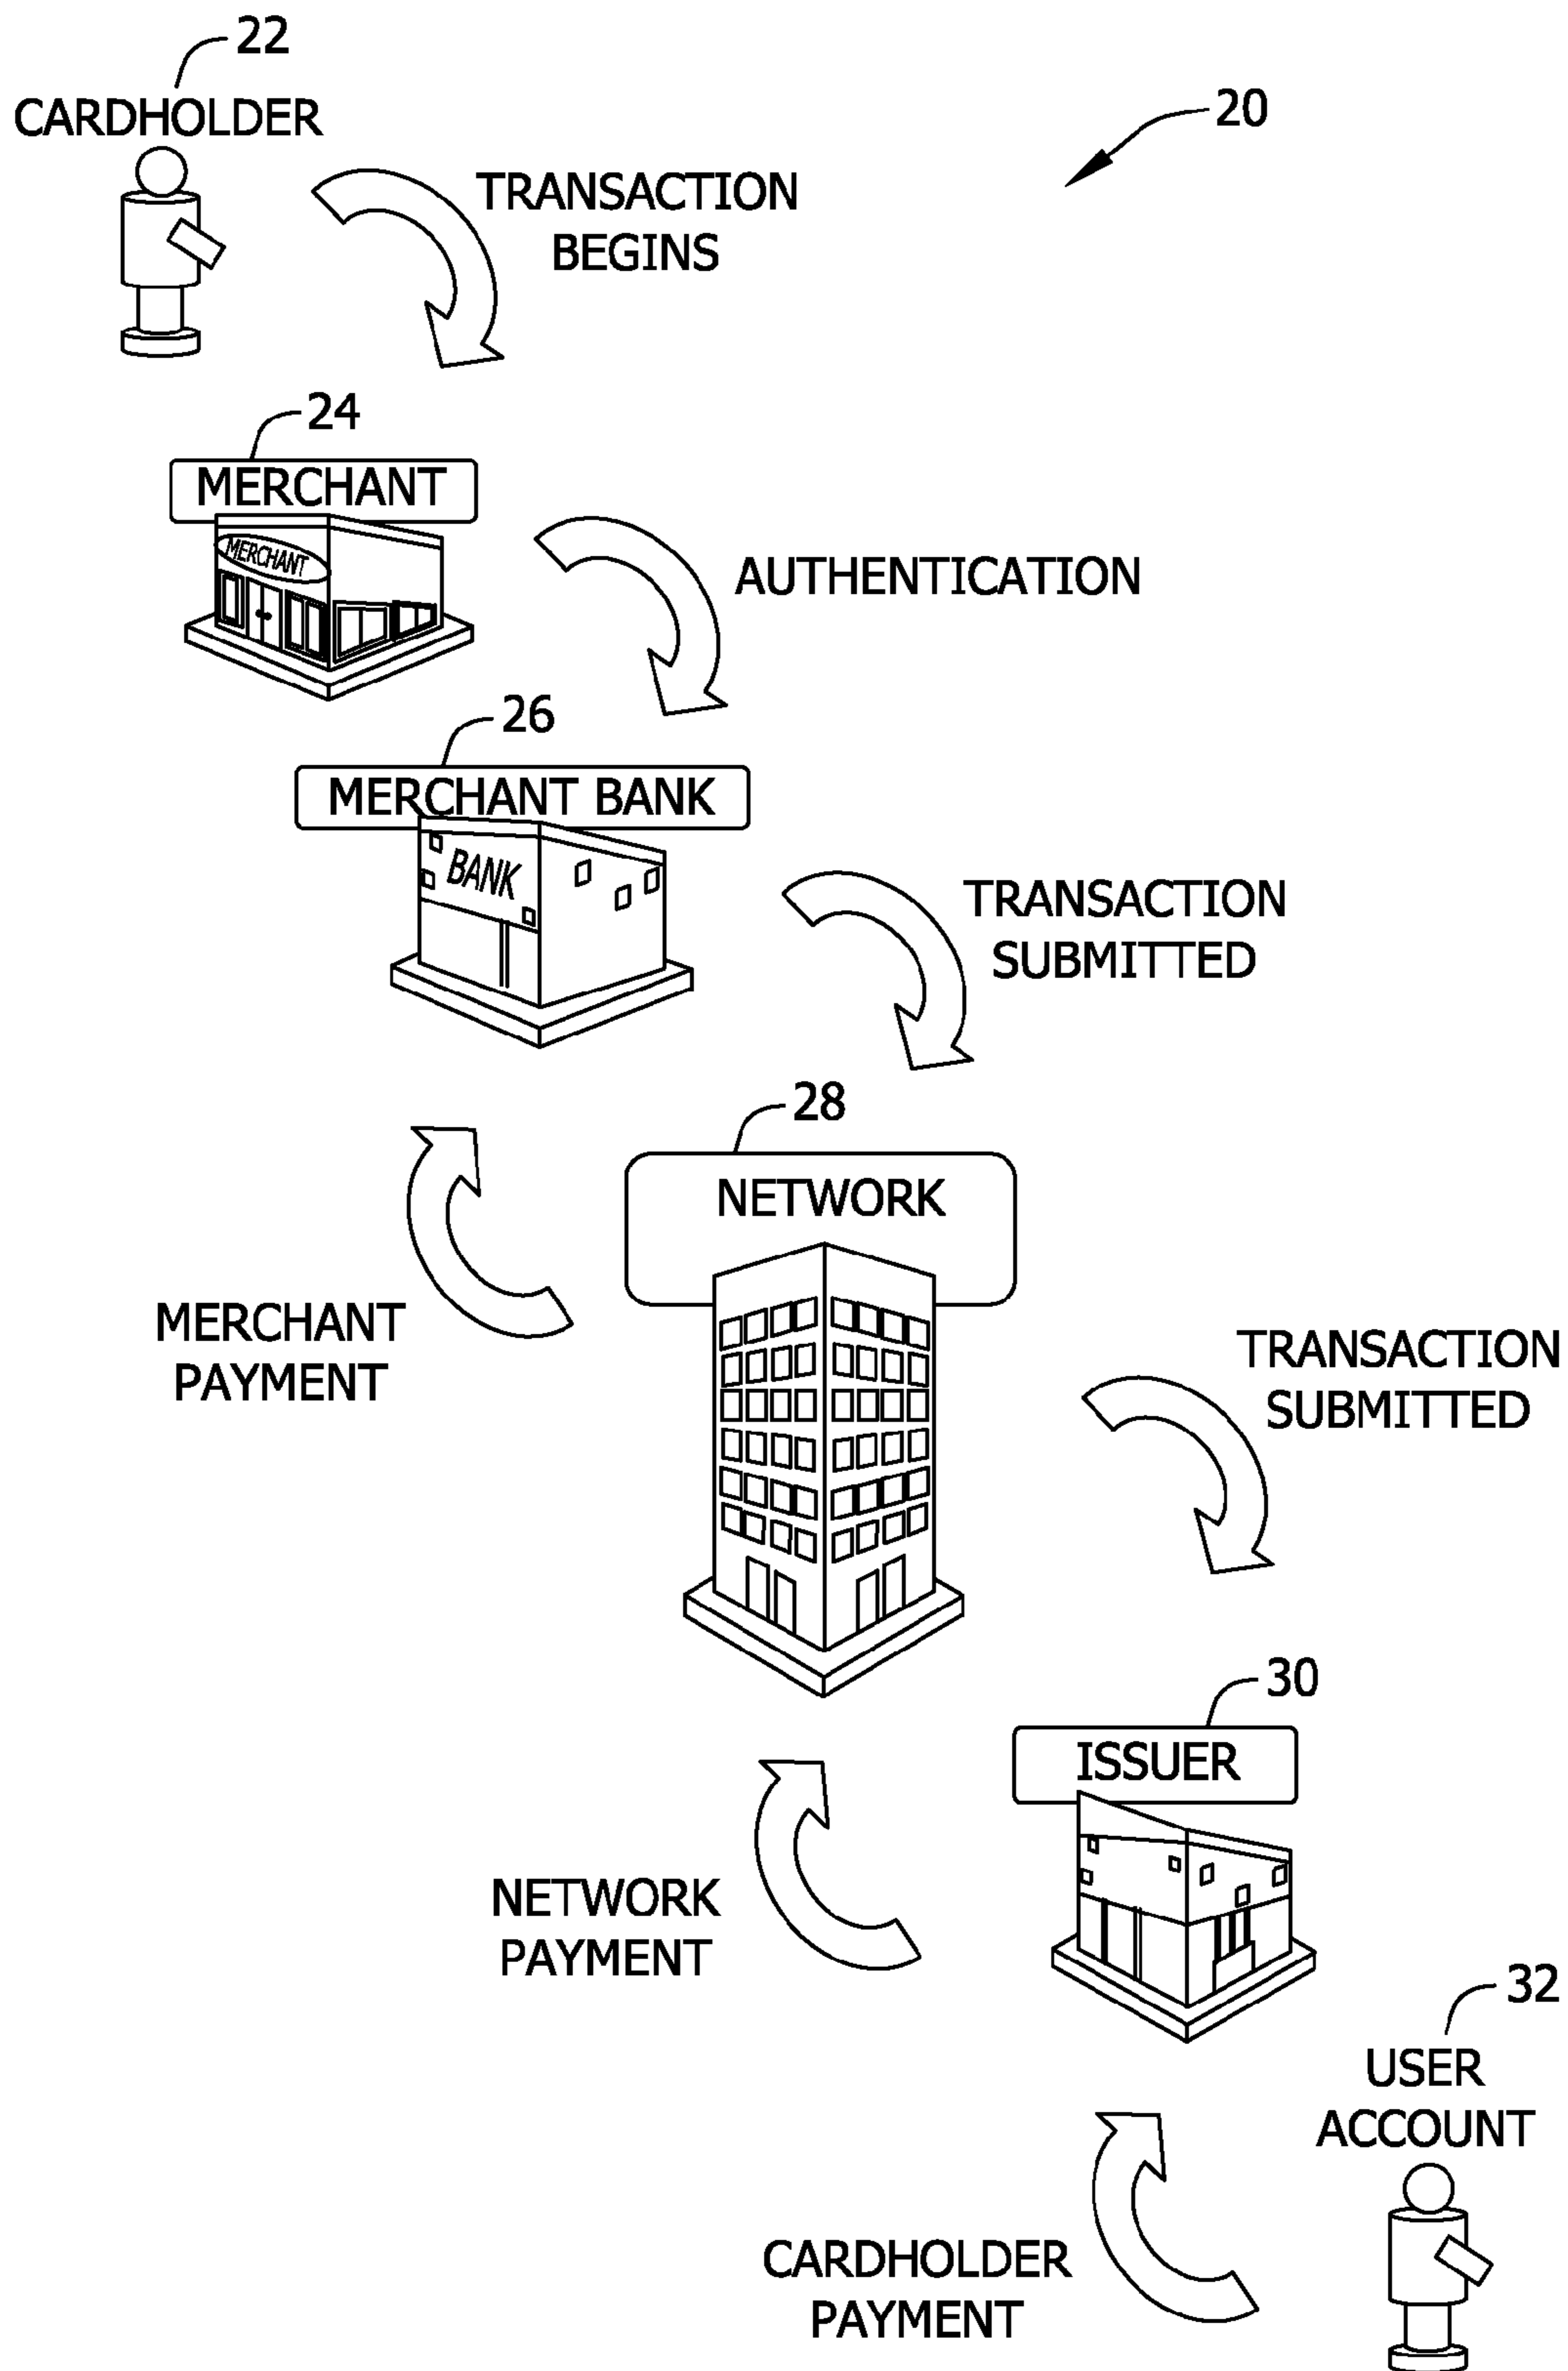 22
CARDHOLDER
20
TRANSACTION
BEGINS
24
MERCHANT
MERCHANT
AUTHENTICATION
26
MERCHANT BANK
BANK
TRANSACTION
SUBMITTED
28
NETWORK
MERCHANT
PAYMENT
TRANSACTION
SUBMITTED
30
ISSUER
NETWORK
PAYMENT
32
USER
ACCOUNT
CARDHOLDER
PAYMENT